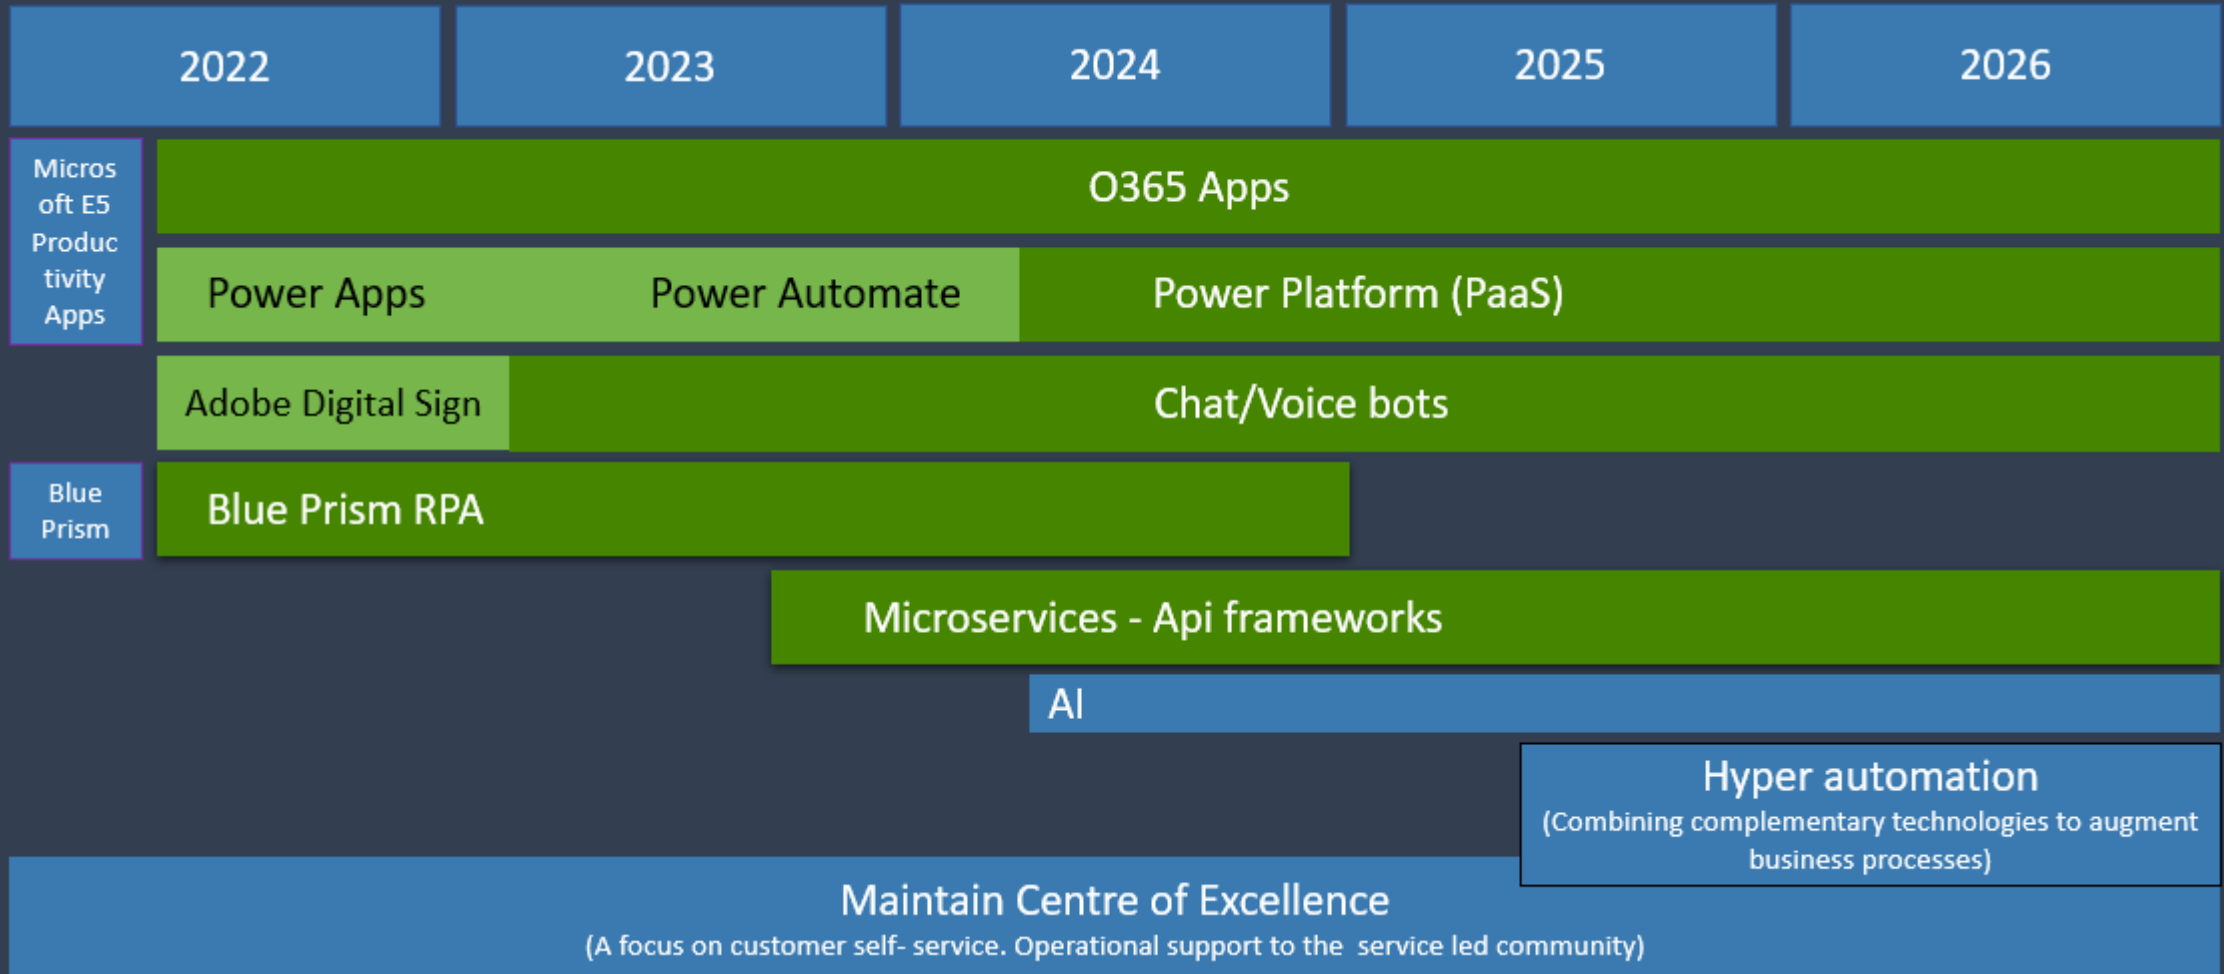 2022
2023
2024
2025
2026
Micros
oft E5
Produc
tivity
Apps
O365 Apps
Power Apps
Power Automate
Power Platform (PaaS)
Adobe Digital Sign
Chat/Voice bots
Blue
Prism
Blue Prism RPA
Microservices - Api frameworks
AI
Hyper automation
(Combining complementary technologies to augment
business processes)
Maintain Centre of Excellence
(A focus on customer self- service. Operational support to the  service led community)